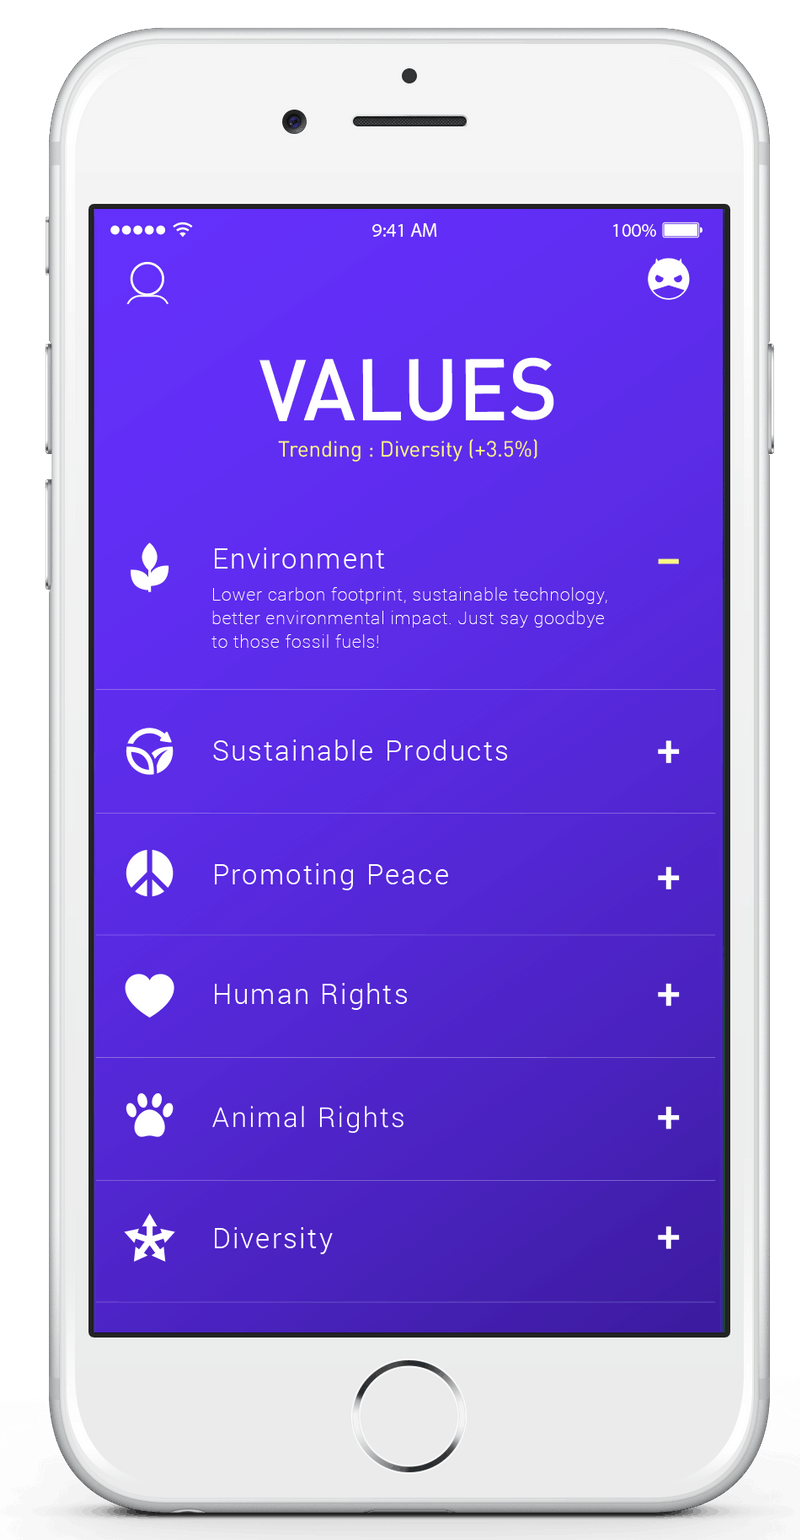 9:41 AM 100%
VALUES
Trending : Diversity (+3.5%)
Environment
Lower carbon footprint, sustainable technology,
better environmental impact. Just say goodbye
to those fossil fuels!
Sustainable Products
Promoting Peace
Human Rights
Animal Rights
Diversity